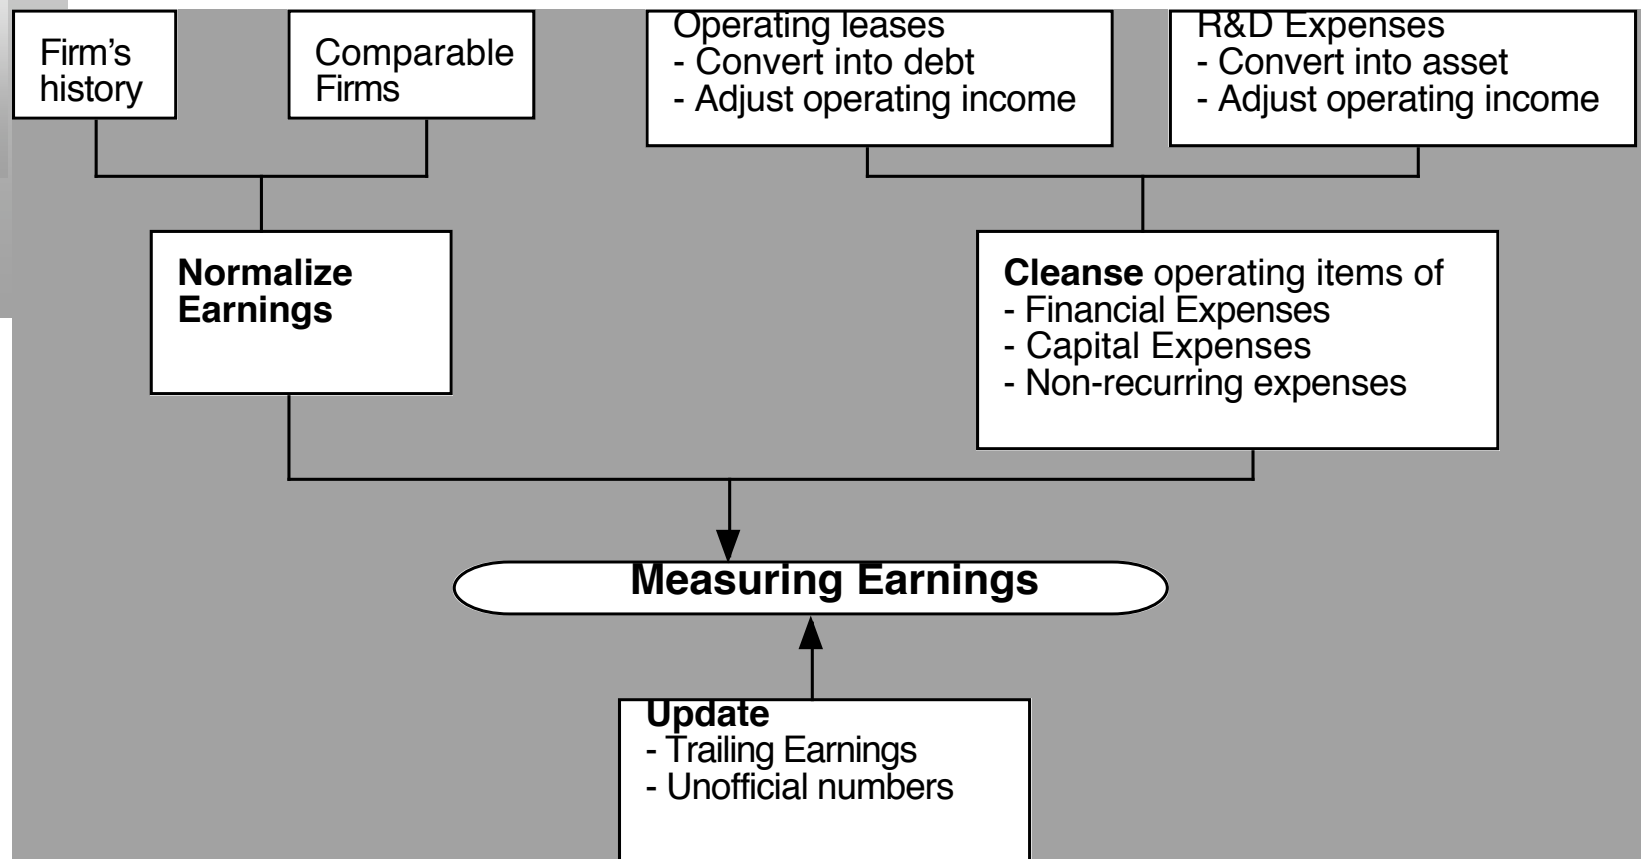 Firm's
history
Comparable
Firms
Operating leases
- Convert into debt
- Adjust operating income
R&D Expenses
- Convert into asset
- Adjust operating income
Normalize
Earnings
Cleanse operating items of
- Financial Expenses
- Capital Expenses
- Non-recurring expenses
Measuring Earnings
Update
- Trailing Earnings
- Unofficial numbers